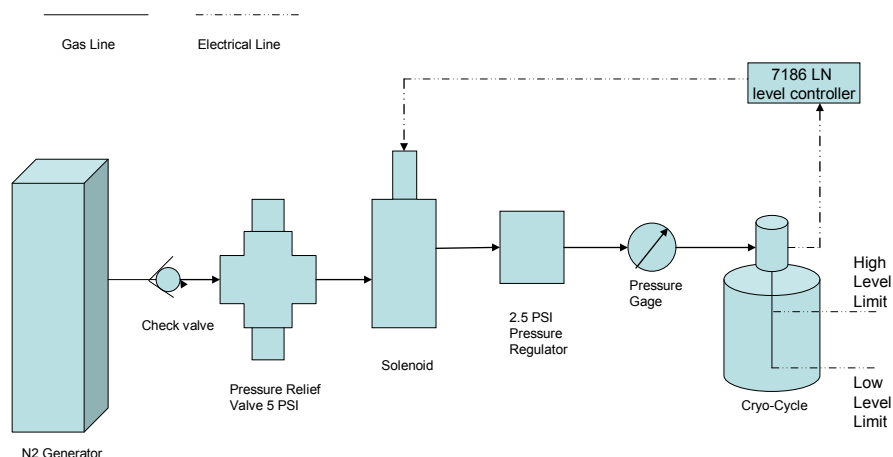 Gas Line
Electrical Line
7186 LN
level controller
High
Level
Limit
Pressure
Gage
2.5 PSI
Pressure
Regulator
Check valve
Solenoid
Pressure Relief
Valve 5 PSI
Low
Level
Limit
Cryo-Cycle
N2 Generator